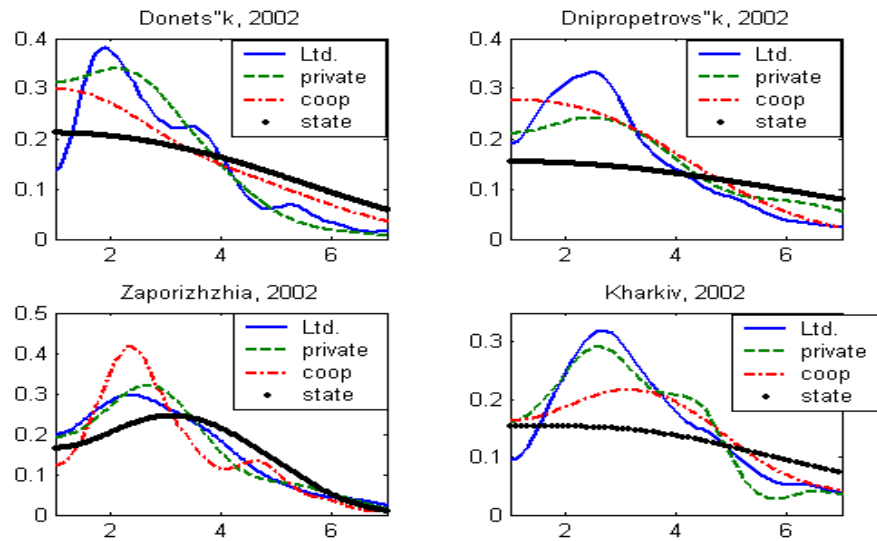 Donets"k, 2002
0.4
0.3
0.2
0.1
0
2
4
6
Ltd.
private
coop
state
Dnipropetrovs"k, 2002
0.4
0.3
0.2
0.1
0
2
4
6
Ltd.
private
coop
state
Zaporizhzhia, 2002
0.5
0.4
0.3
0.2
0.1
0
2
4
6
Ltd.
private
coop
state
Kharkiv, 2002
0.3
0.2
0.1
0
2
4
6
Ltd.
private
coop
state